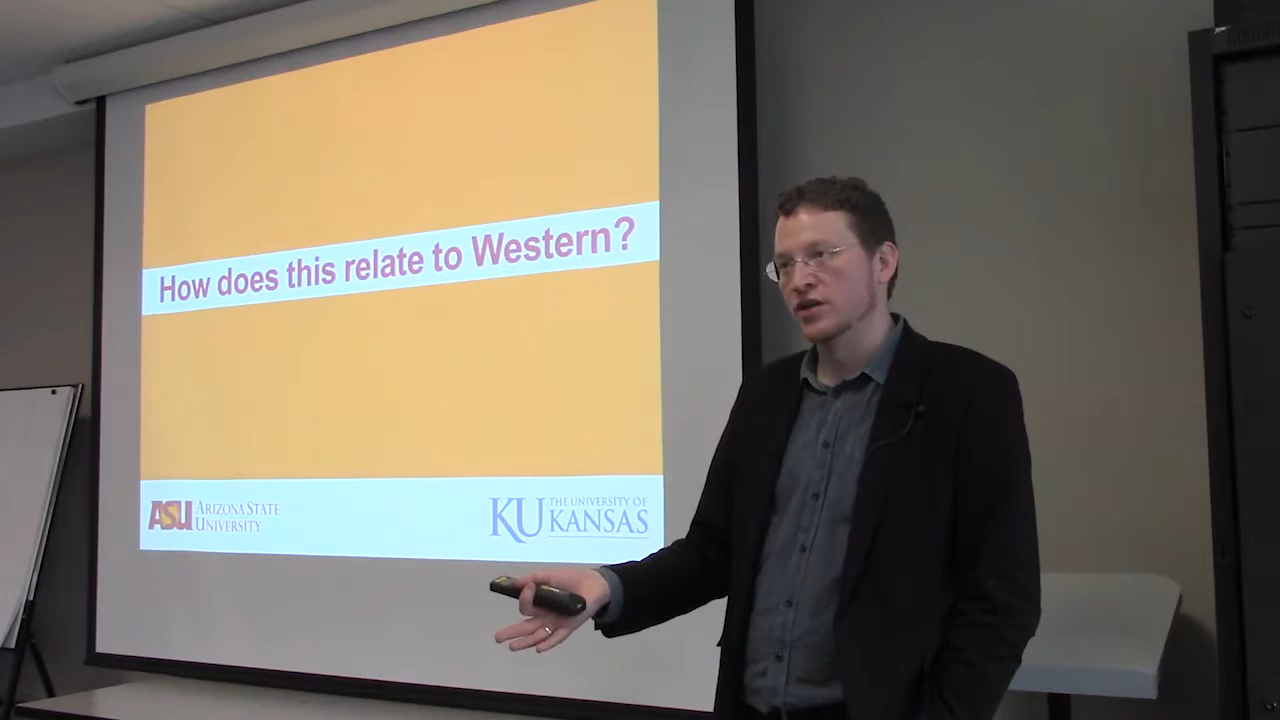 How does this relate to Western?
ASU ARIZONA STATE
UNIVERSITY
KU THE UNIVERSITY OF
KANSAS